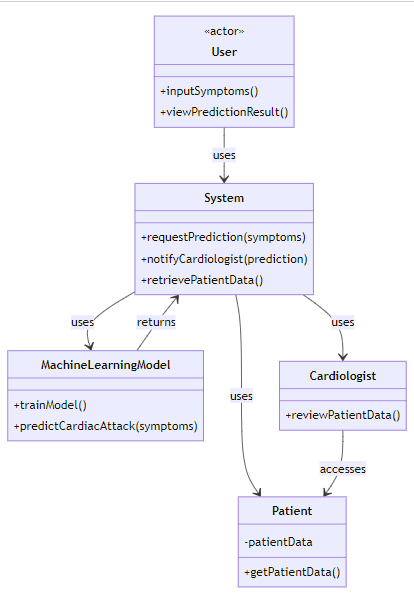 «actor»
User
+inputSymptoms()
+viewPredictionResult()
uses
System
+requestPrediction(symptoms)
+notifyCardiologist(prediction)
+retrievePatientData()
uses
returns
uses
MachineLearningModel
+trainModel()
+predictCardiacAttack(symptoms)
uses
Cardiologist
+reviewPatientData()
accesses
Patient
-patientData
+getPatientData()